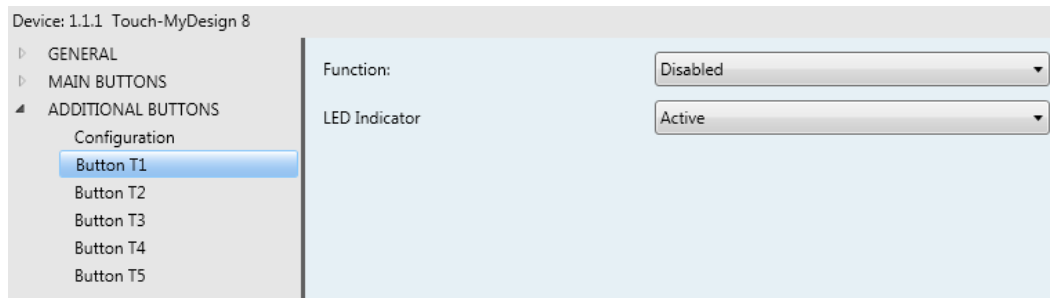 Device: 1.1.1 Touch-MyDesign 8
GENERAL
MAIN BUTTONS
ADDITIONAL BUTTONS
Configuration
Button T1
Button T2
Button T3
Button T4
Button T5
Function:
Disabled
LED Indicator
Active